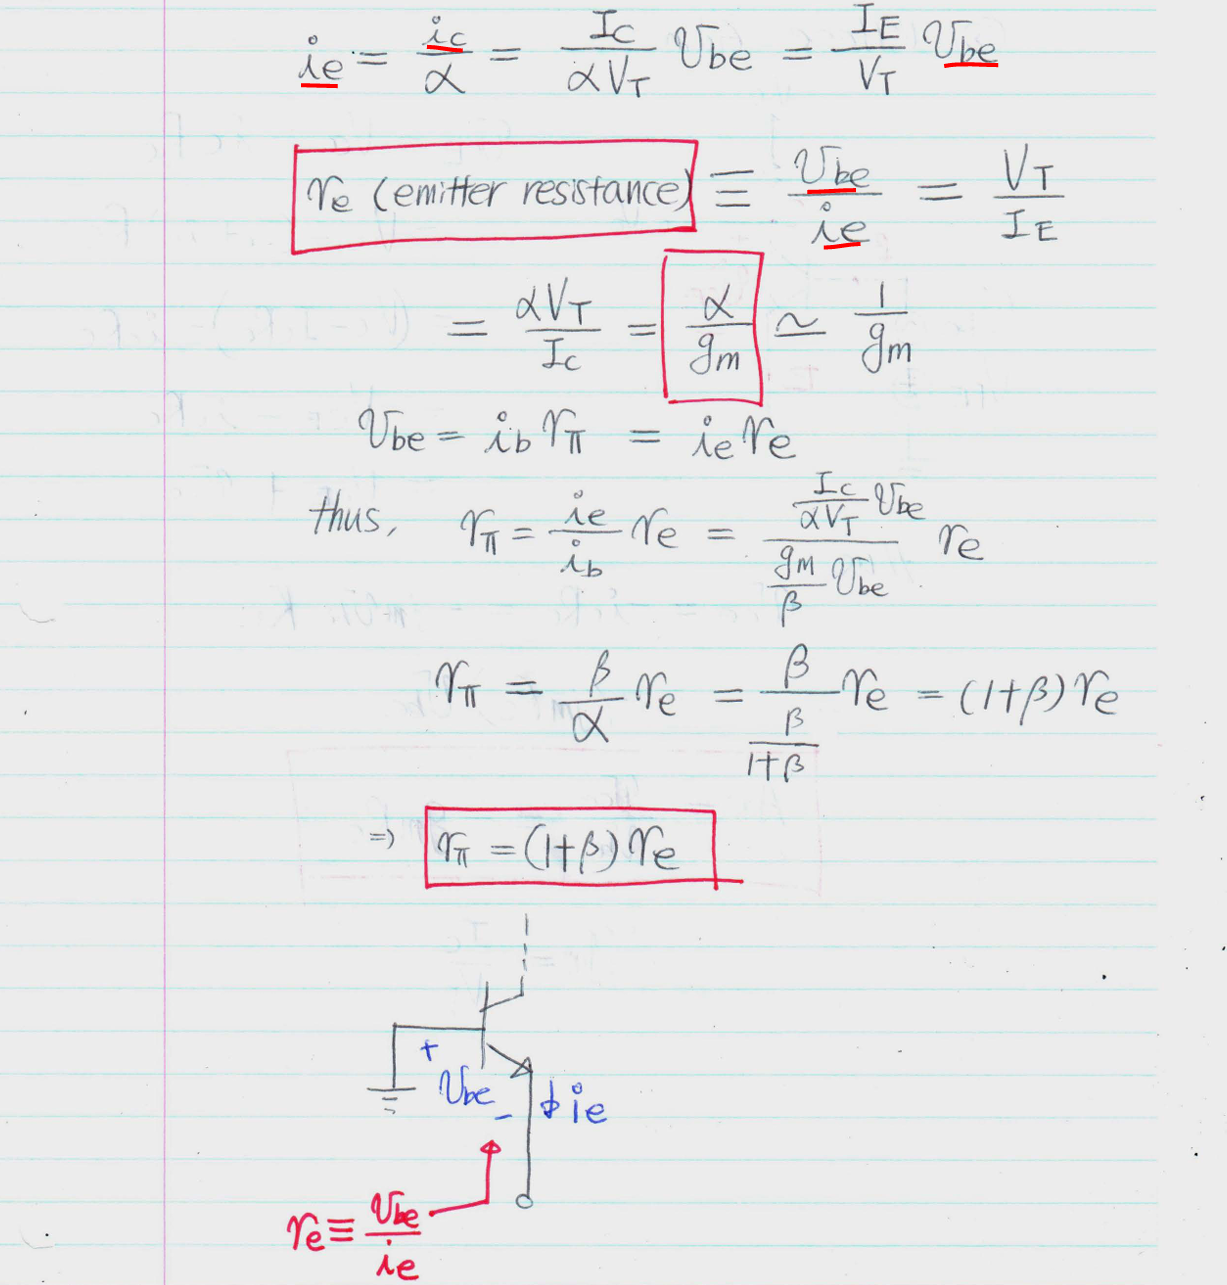 ie = ic/α = IC/αVT Vbe = IE/VT Vbe
re (emitter resistance) ≡ Vbe/ie = VT/IE
= αVT/IC = α/gm ≃ 1/gm
Vbe = ib rπ = ie re
thus, rπ = ie/ib re = (IC/αVT Vbe)/(gm/β Vbe) re
rπ = β/α re = β/(β/(1+β)) re = (1+β) re
⇒ rπ = (1+β) re
+
Vbe
− ie
re ≡ Vbe/ie